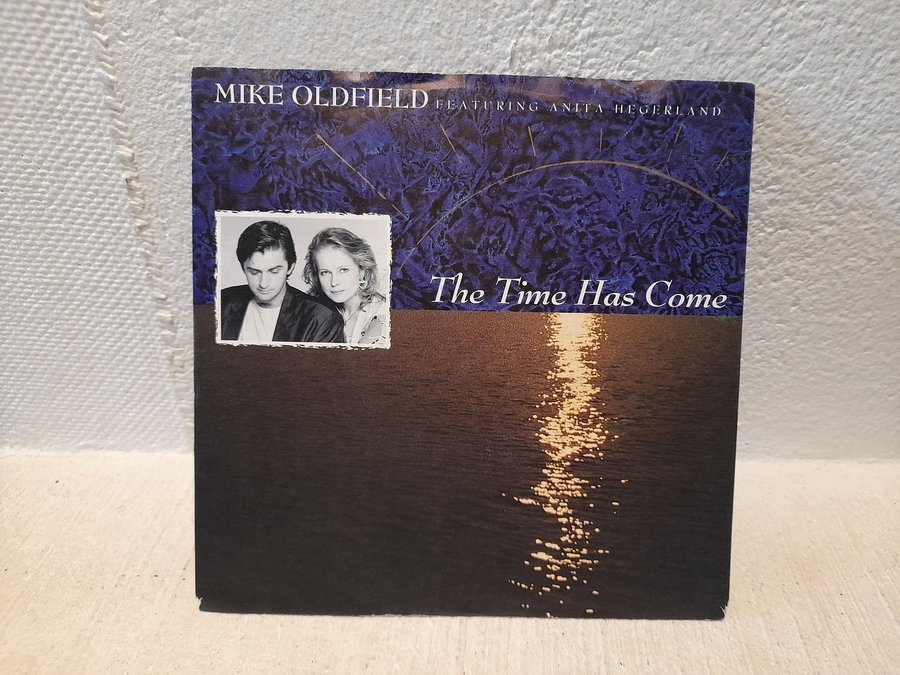 MIKE OLDFIELD FEATURING ANITA HEGERLAND
The Time Has Come